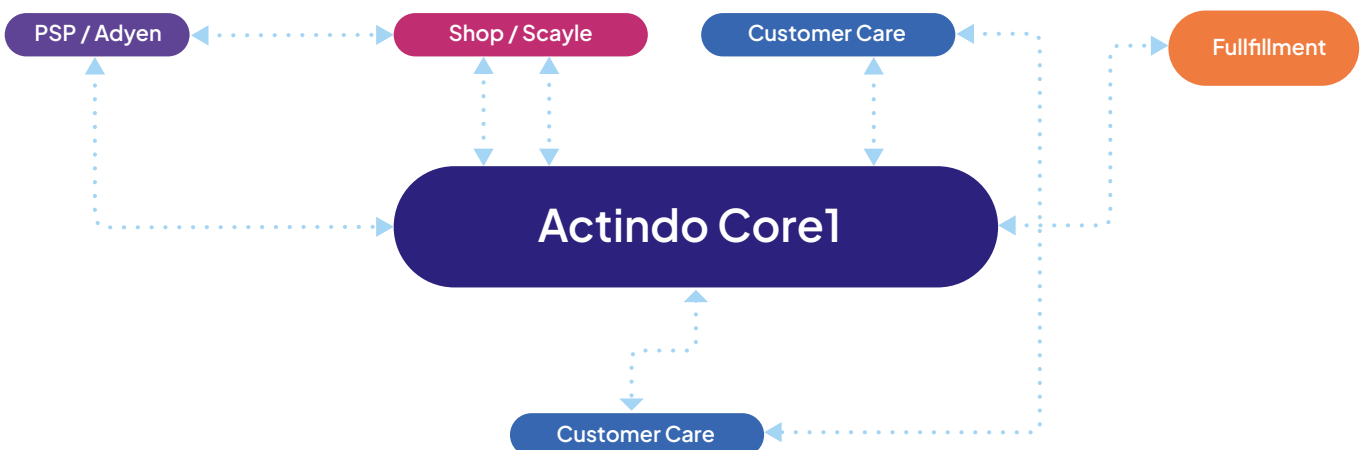 PSP / Adyen
Shop / Scayle
Customer Care
Fullfillment
Actindo Core1
Customer Care